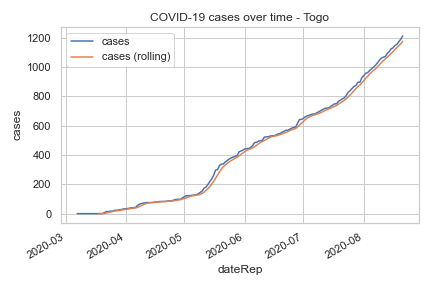 COVID-19 cases over time - Togo
cases
cases (rolling)
1200
1000
800
600
400
200
0
cases
2020-03
2020-04
2020-05
2020-06
2020-07
2020-08
dateRep